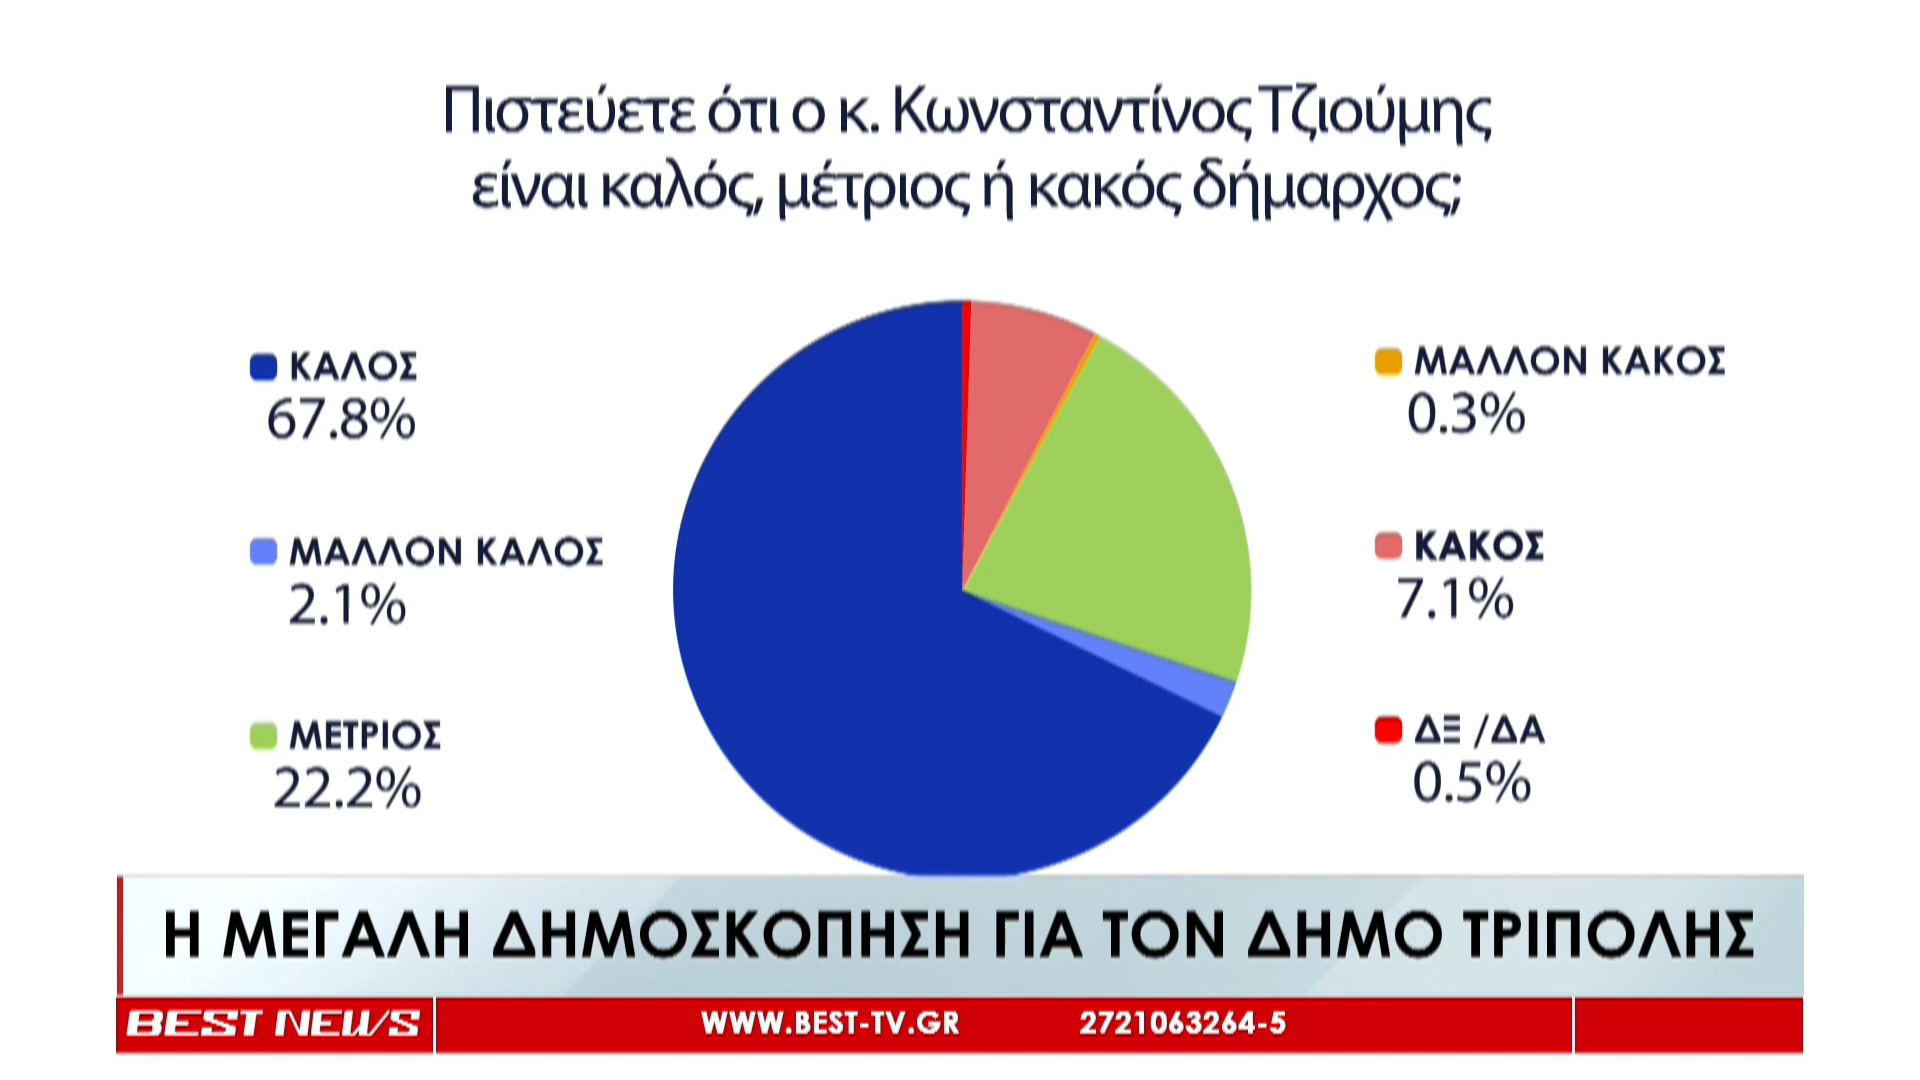 Πιστεύετε ότι ο κ. Κωνσταντίνος Τζιούμης
είναι καλός, μέτριος ή κακός δήμαρχος;
ΚΑΛΟΣ
67.8%
ΜΑΛΛΟΝ ΚΑΛΟΣ
2.1%
ΜΕΤΡΙΟΣ
22.2%
ΜΑΛΛΟΝ ΚΑΚΟΣ
0.3%
ΚΑΚΟΣ
7.1%
ΔΞ /ΔΑ
0.5%
Η ΜΕΓΑΛΗ ΔΗΜΟΣΚΟΠΗΣΗ ΓΙΑ ΤΟΝ ΔΗΜΟ ΤΡΙΠΟΛΗΣ
BEST NEWS WWW.BEST-TV.GR 2721063264-5